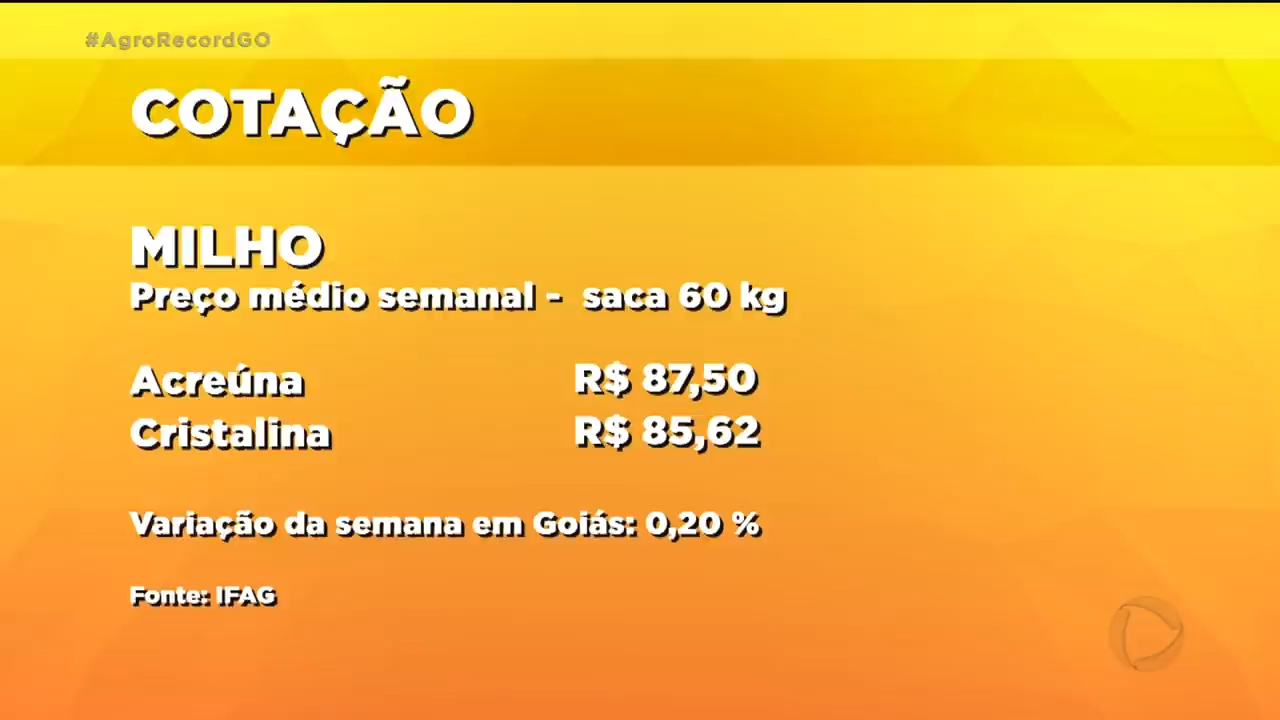 #AgroRecordGO
COTAÇÃO
MILHO
Preço médio semanal - saca 60 kg
Acreúna R$ 87,50
Cristalina R$ 85,62
Variação da semana em Goiás: 0,20 %
Fonte: IFAG